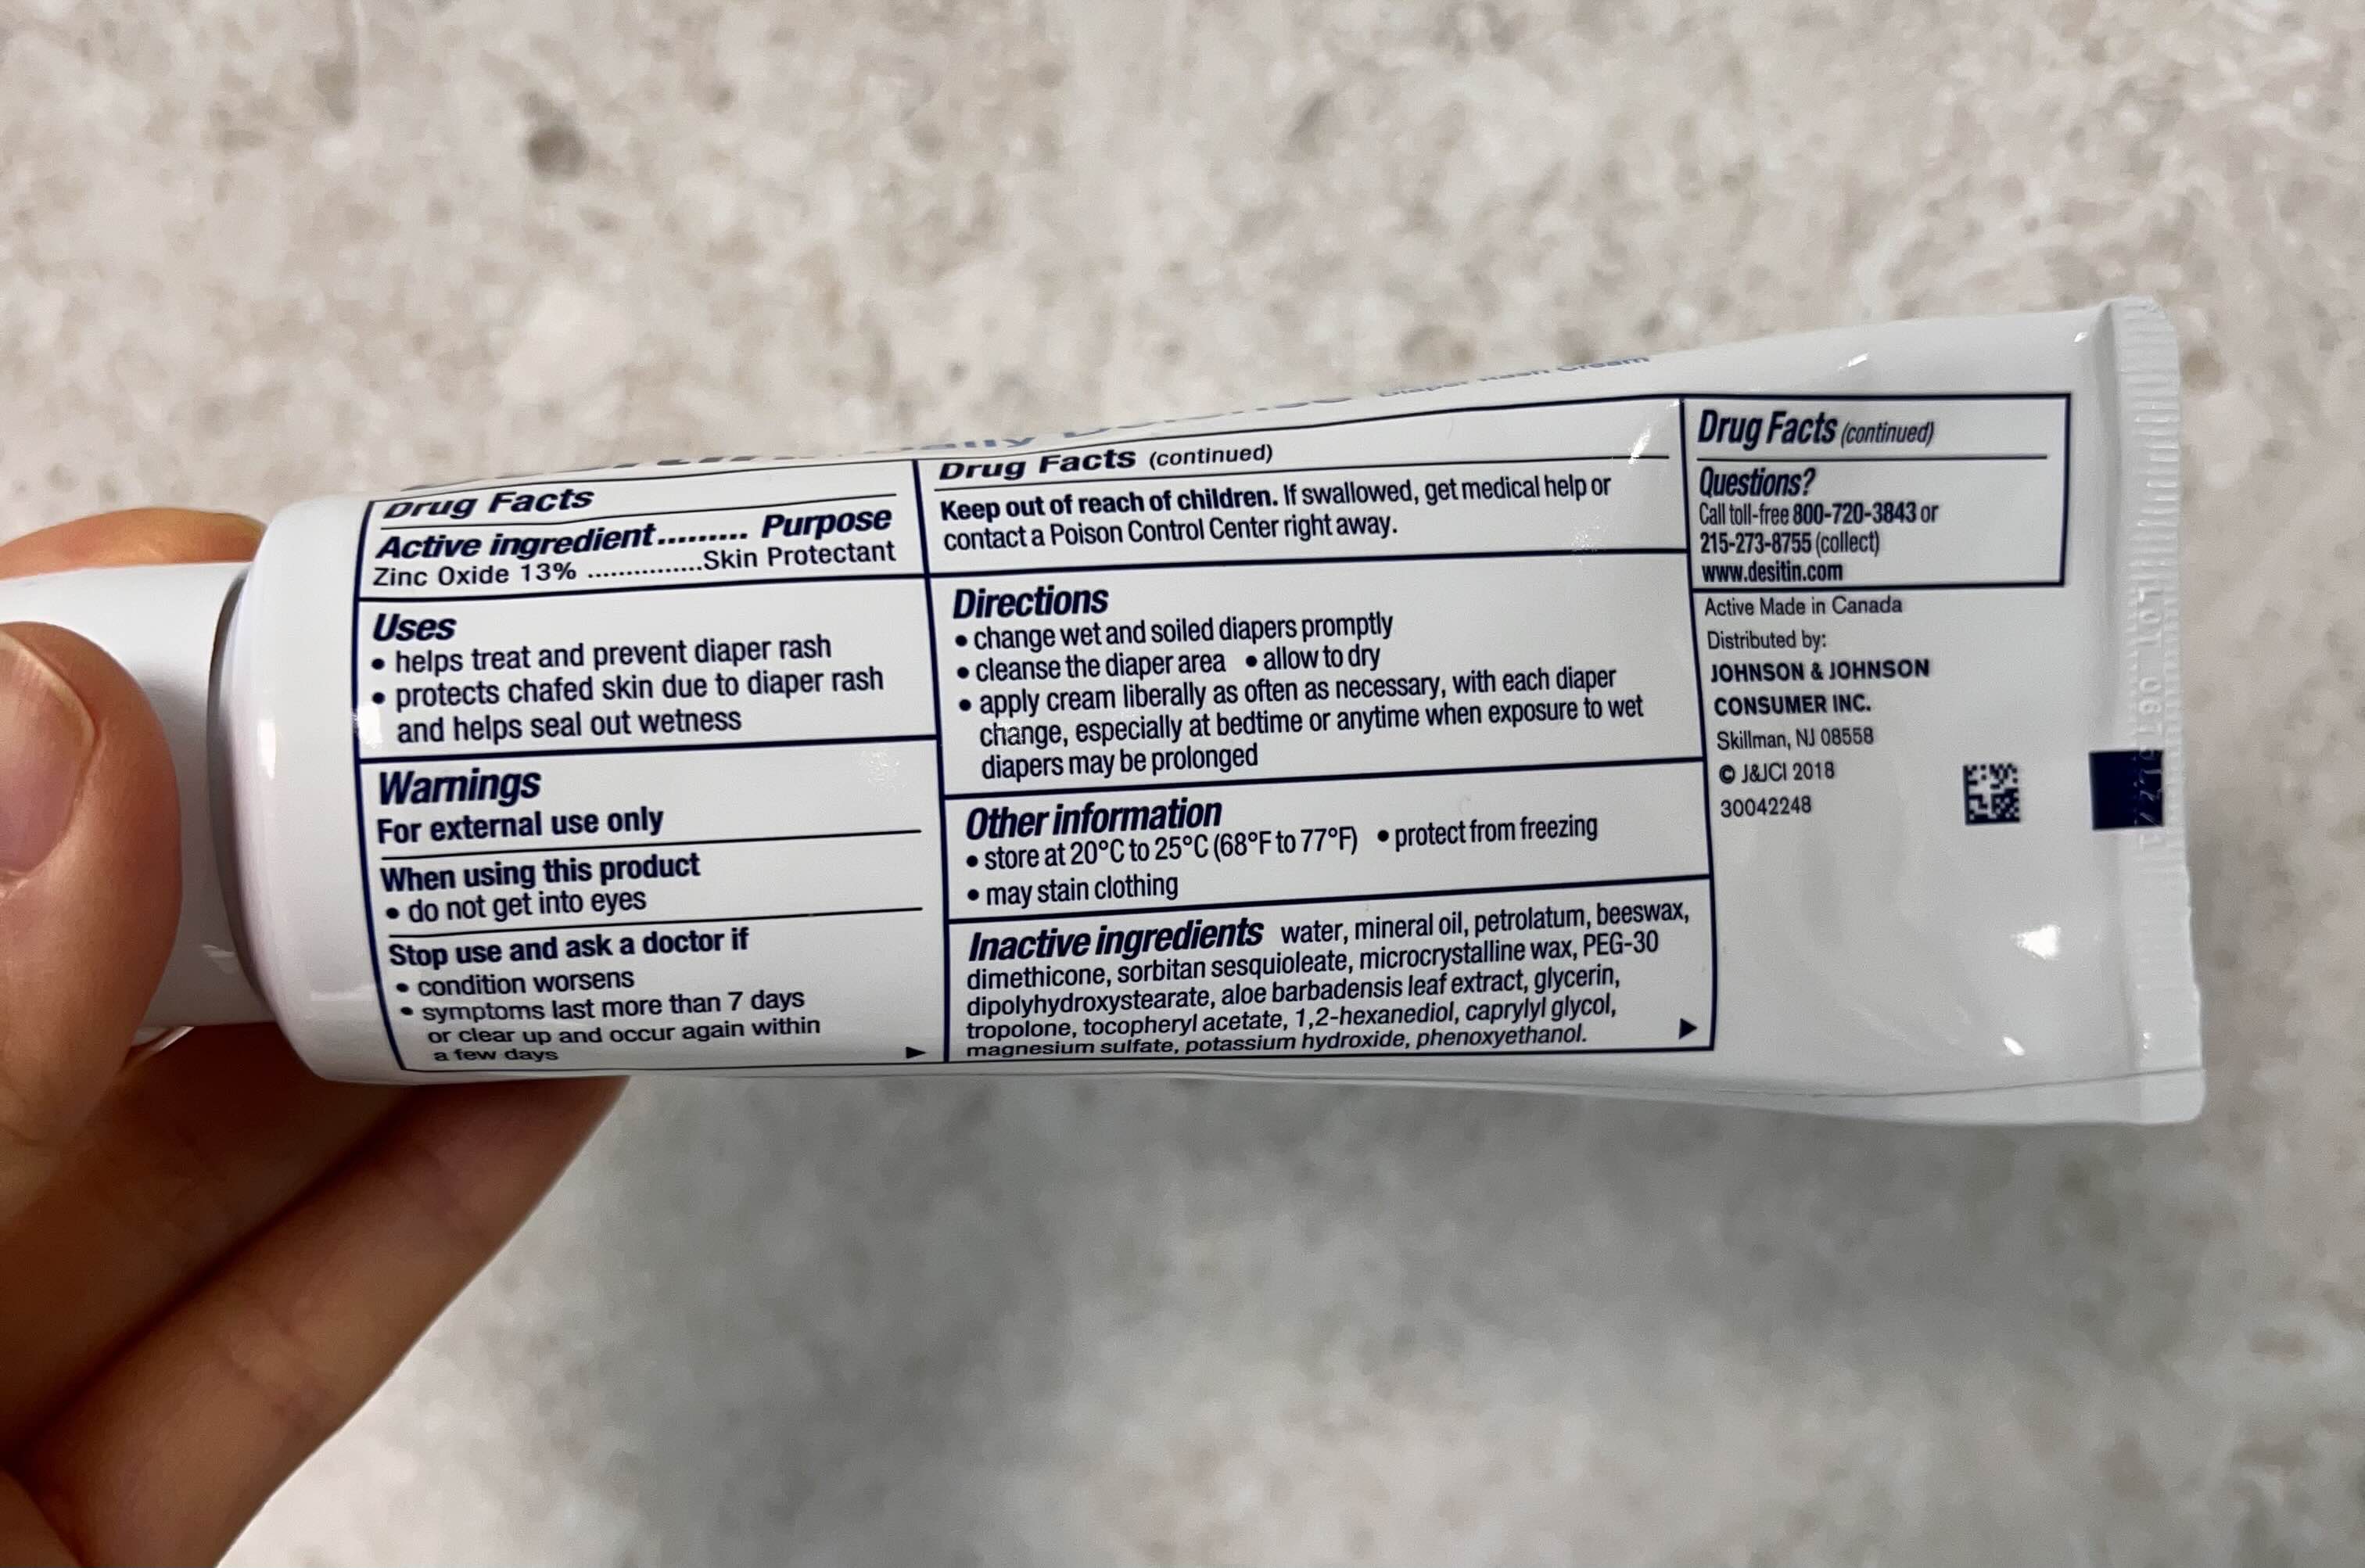 Drug Facts
Active ingredient......... Purpose
Zinc Oxide 13% ...............Skin Protectant
Uses
• helps treat and prevent diaper rash
• protects chafed skin due to diaper rash
and helps seal out wetness
Warnings
For external use only
When using this product
• do not get into eyes
Stop use and ask a doctor if
• condition worsens
• symptoms last more than 7 days
or clear up and occur again within
a few days
Drug Facts (continued)
Keep out of reach of children. If swallowed, get medical help or
contact a Poison Control Center right away.
Directions
• change wet and soiled diapers promptly
• cleanse the diaper area • allow to dry
• apply cream liberally as often as necessary, with each diaper
change, especially at bedtime or anytime when exposure to wet
diapers may be prolonged
Other information
• store at 20°C to 25°C (68°F to 77°F) • protect from freezing
• may stain clothing
Inactive ingredients water, mineral oil, petrolatum, beeswax,
dimethicone, sorbitan sesquioleate, microcrystalline wax, PEG-30
dipolyhydroxystearate, aloe barbadensis leaf extract, glycerin,
tropolone, tocopheryl acetate, 1,2-hexanediol, caprylyl glycol,
magnesium sulfate, potassium hydroxide, phenoxyethanol.
Drug Facts (continued)
Questions?
Call toll-free 800-720-3843 or
215-273-8755 (collect)
www.desitin.com
Active Made in Canada
Distributed by:
JOHNSON & JOHNSON
CONSUMER INC.
Skillman, NJ 08558
© J&JCI 2018
30042248